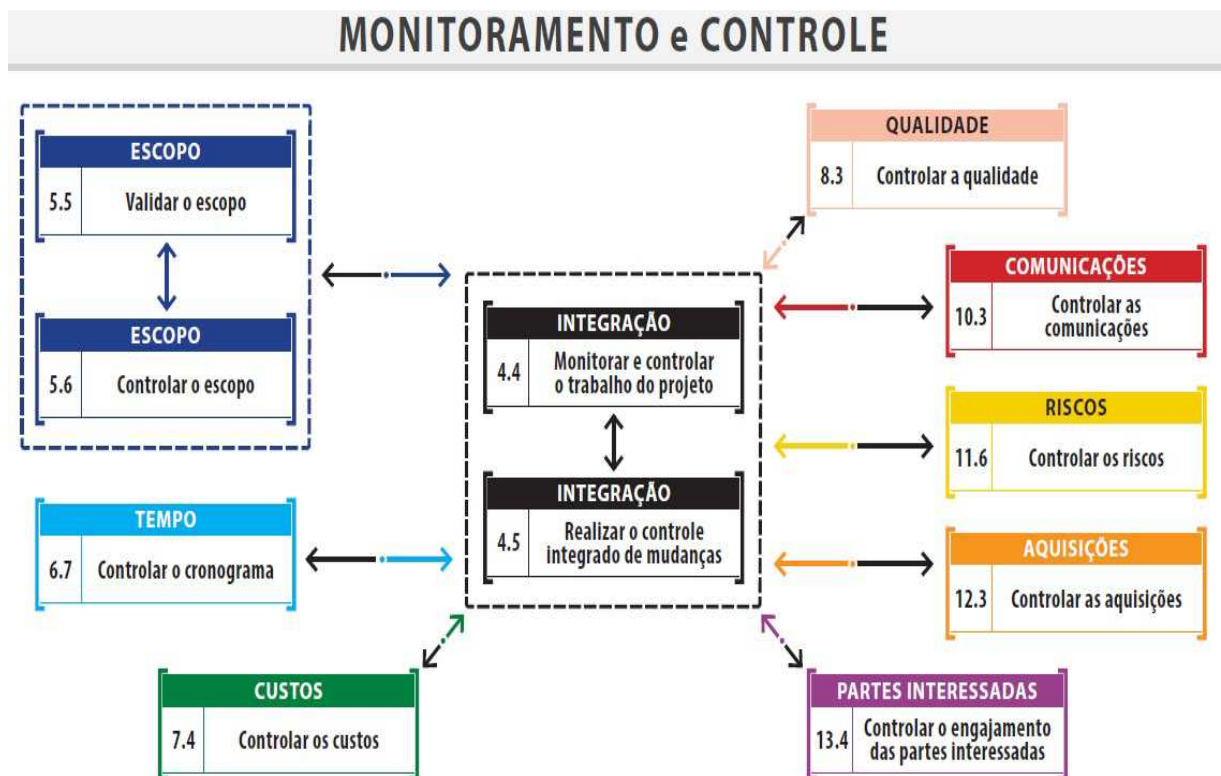 MONITORAMENTO e CONTROLE
ESCOPO
5.5
Validar o escopo
ESCOPO
5.6
Controlar o escopo
TEMPO
6.7
Controlar o cronograma
CUSTOS
7.4
Controlar os custos
INTEGRAÇÃO
4.4
Monitorar e controlar
o trabalho do projeto
INTEGRAÇÃO
4.5
Realizar o controle
integrado de mudanças
QUALIDADE
8.3
Controlar a qualidade
COMUNICAÇÕES
10.3
Controlar as
comunicações
RISCOS
11.6
Controlar os riscos
AQUISIÇÕES
12.3
Controlar as aquisições
PARTES INTERESSADAS
13.4
Controlar o engajamento
das partes interessadas